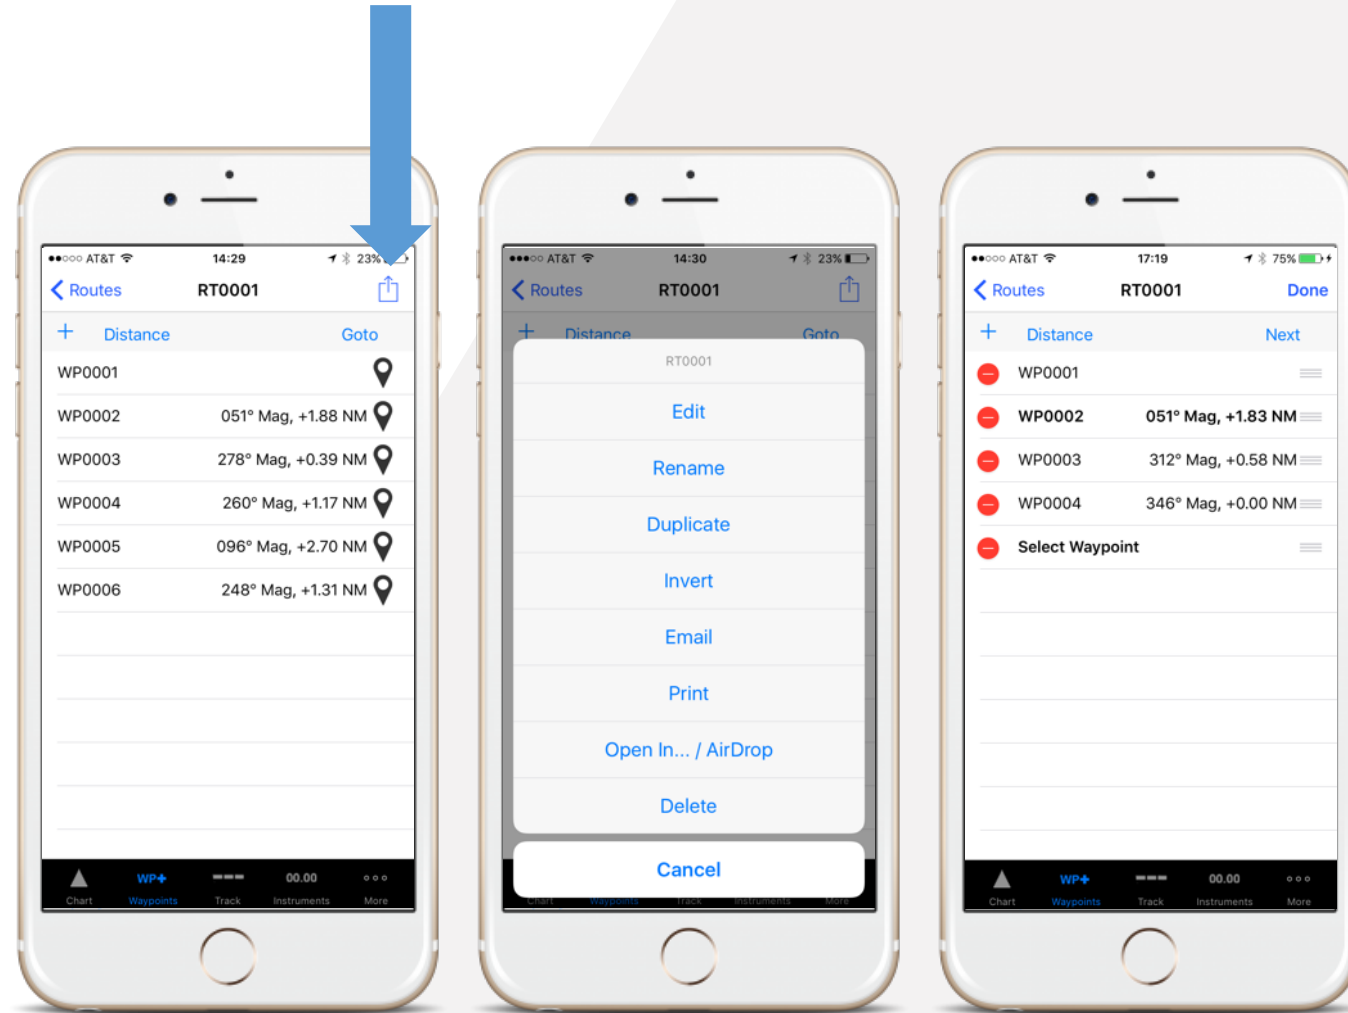 AT&T 14:29 23%
Routes RT0001
+ Distance Goto
WP0001
WP0002 051° Mag, +1.88 NM
WP0003 278° Mag, +0.39 NM
WP0004 260° Mag, +1.17 NM
WP0005 096° Mag, +2.70 NM
WP0006 248° Mag, +1.31 NM
WP+ 00.00
Chart Waypoints Track Instruments More
AT&T 14:30 23%
Routes RT0001
+ Distance Goto
RT0001
Edit
Rename
Duplicate
Invert
Email
Print
Open In... / AirDrop
Delete
Cancel
Chart Waypoints Track Instruments More
AT&T 17:19 75%
Routes RT0001 Done
+ Distance Next
WP0001
WP0002 051° Mag, +1.83 NM
WP0003 312° Mag, +0.58 NM
WP0004 346° Mag, +0.00 NM
Select Waypoint
WP+ 00.00
Chart Waypoints Track Instruments More